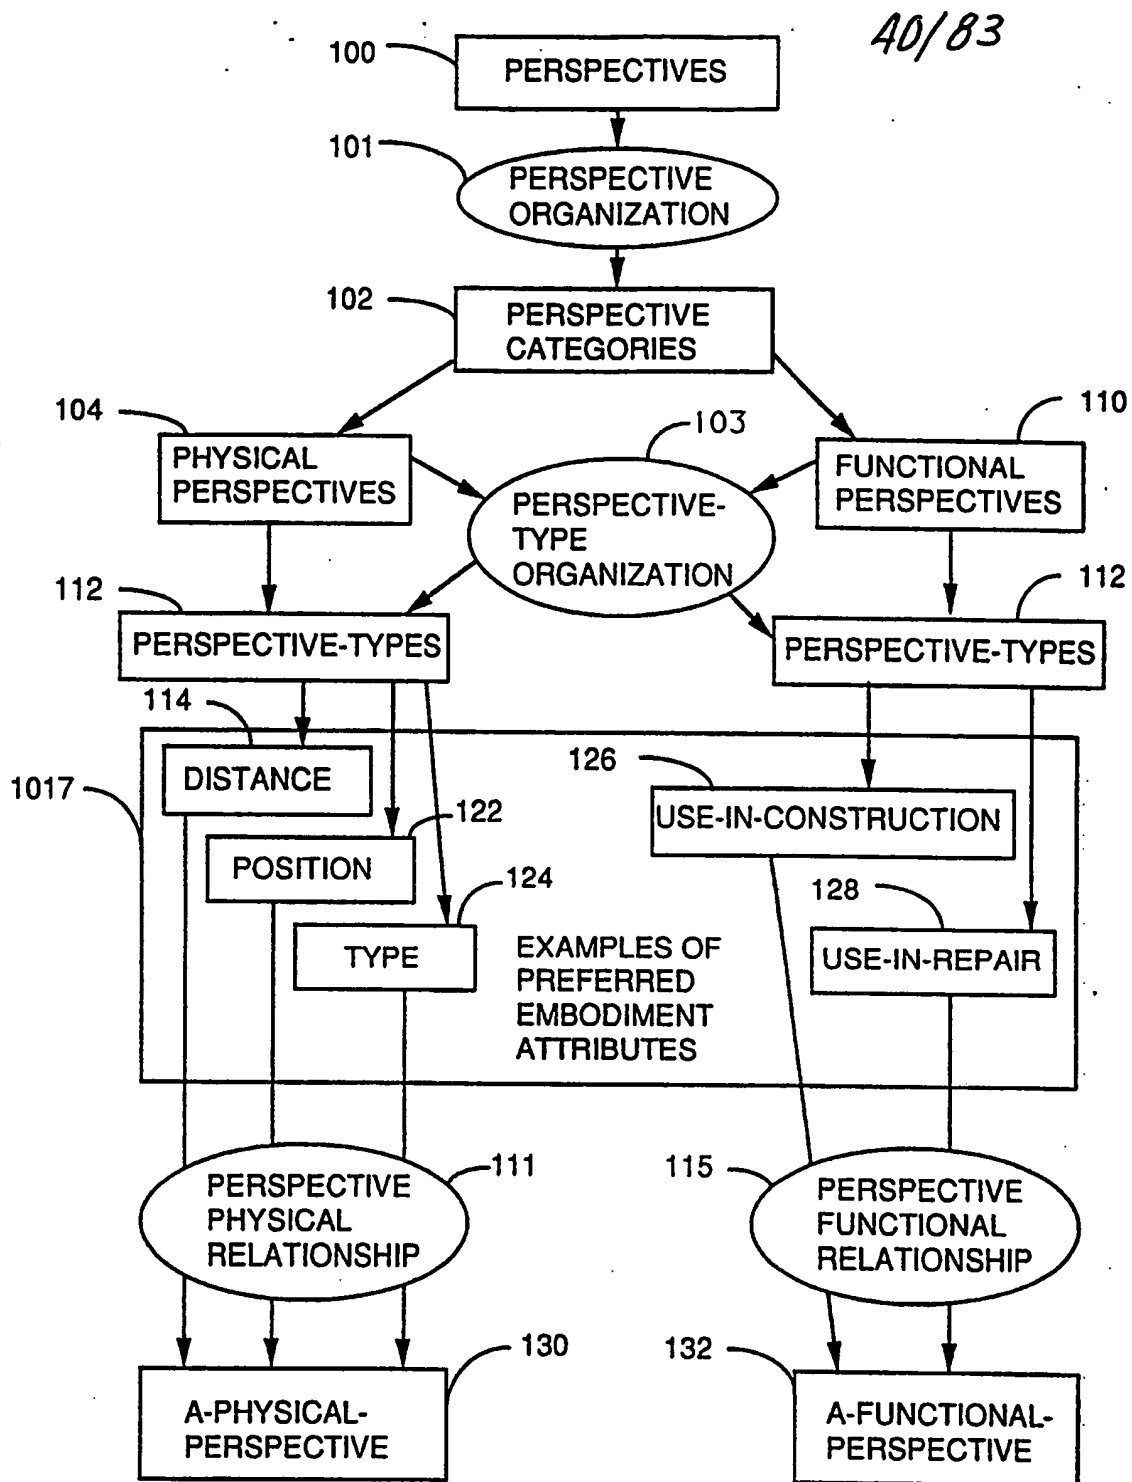 40/83
100
PERSPECTIVES
101
PERSPECTIVE
ORGANIZATION
102
PERSPECTIVE
CATEGORIES
104
103
110
PHYSICAL
PERSPECTIVES
PERSPECTIVE-
TYPE
ORGANIZATION
FUNCTIONAL
PERSPECTIVES
112
112
PERSPECTIVE-TYPES
PERSPECTIVE-TYPES
114
1017
DISTANCE
126
USE-IN-CONSTRUCTION
122
POSITION
124
128
TYPE
EXAMPLES OF
PREFERRED
EMBODIMENT
ATTRIBUTES
USE-IN-REPAIR
111
PERSPECTIVE
PHYSICAL
RELATIONSHIP
115
PERSPECTIVE
FUNCTIONAL
RELATIONSHIP
130
132
A-PHYSICAL-
PERSPECTIVE
A-FUNCTIONAL-
PERSPECTIVE